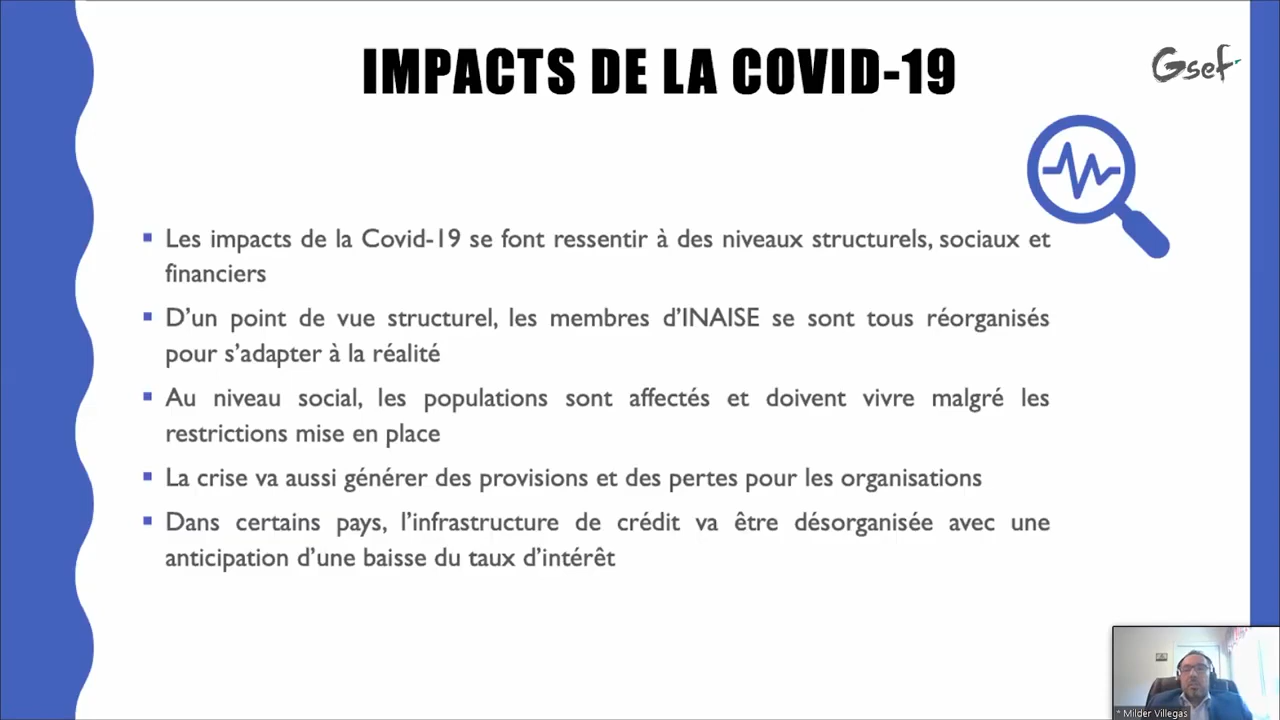 IMPACTS DE LA COVID-19
Gsef
Les impacts de la Covid-19 se font ressentir à des niveaux structurels, sociaux et
financiers
D'un point de vue structurel, les membres d'INAISE se sont tous réorganisés
pour s'adapter à la réalité
Au niveau social, les populations sont affectés et doivent vivre malgré les
restrictions mise en place
La crise va aussi générer des provisions et des pertes pour les organisations
Dans certains pays, l'infrastructure de crédit va être désorganisée avec une
anticipation d'une baisse du taux d'intérêt
* Milder Villegas